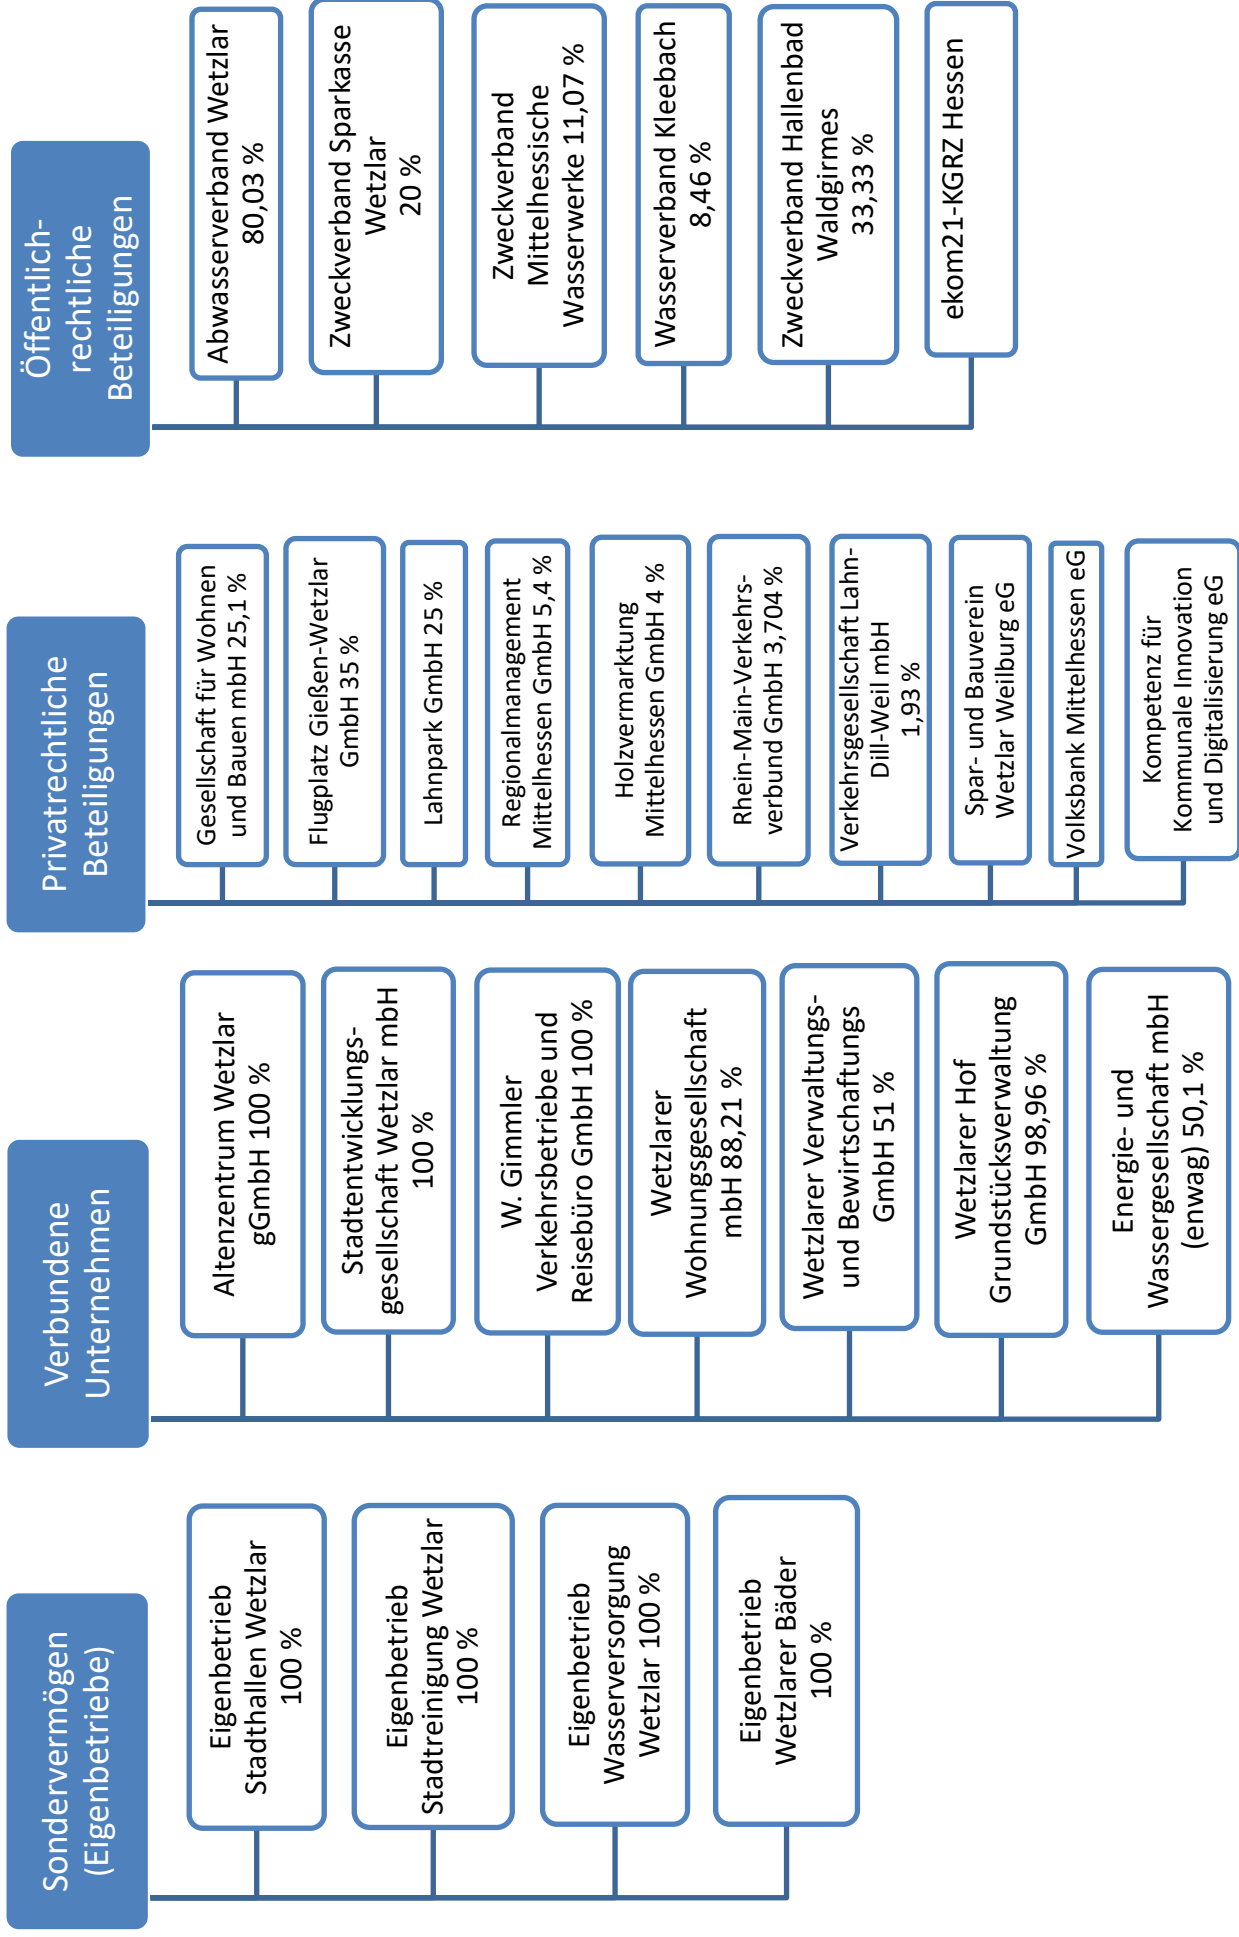 Sondervermögen
(Eigenbetriebe)
Eigenbetrieb
Stadthallen Wetzlar
100 %
Eigenbetrieb
Stadtreinigung Wetzlar
100 %
Eigenbetrieb
Wasserversorgung
Wetzlar 100 %
Eigenbetrieb
Wetzlarer Bäder
100 %
Verbundene
Unternehmen
Altenzentrum Wetzlar
gGmbH 100 %
Stadtentwicklungs-
gesellschaft Wetzlar mbH
100 %
W. Gimmler
Verkehrsbetriebe und
Reisebüro GmbH 100 %
Wetzlarer
Wohnungsgesellschaft
mbH 88,21 %
Wetzlarer Verwaltungs-
und Bewirtschaftungs
GmbH 51 %
Wetzlarer Hof
Grundstücksverwaltung
GmbH 98,96 %
Energie- und
Wassergesellschaft mbH
(enwag) 50,1 %
Privatrechtliche
Beteiligungen
Gesellschaft für Wohnen
und Bauen mbH 25,1 %
Flugplatz Gießen-Wetzlar
GmbH 35 %
Lahnpark GmbH 25 %
Regionalmanagement
Mittelhessen GmbH 5,4 %
Holzvermarktung
Mittelhessen GmbH 4 %
Rhein-Main-Verkehrs-
verbund GmbH 3,704 %
Verkehrsgesellschaft Lahn-
Dill-Weil mbH
1,93 %
Spar- und Bauverein
Wetzlar Weilburg eG
Volksbank Mittelhessen eG
Kompetenz für
Kommunale Innovation
und Digitalisierung eG
Öffentlich-
rechtliche
Beteiligungen
Abwasserverband Wetzlar
80,03 %
Zweckverband Sparkasse
Wetzlar
20 %
Zweckverband
Mittelhessische
Wasserwerke 11,07 %
Wasserverband Kleebach
8,46 %
Zweckverband Hallenbad
Waldgirmes
33,33 %
ekom21-KGRZ Hessen